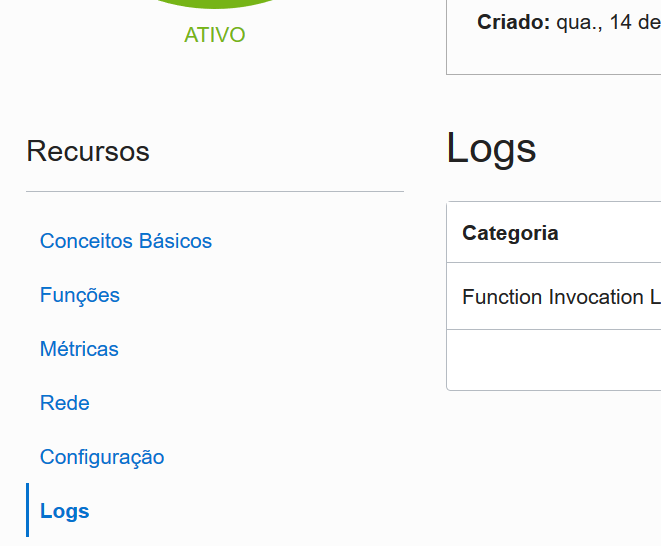 ATIVO
Criado: qua., 14 de
Recursos
Conceitos Básicos
Funções
Métricas
Rede
Configuração
Logs
Logs
Categoria
Function Invocation L